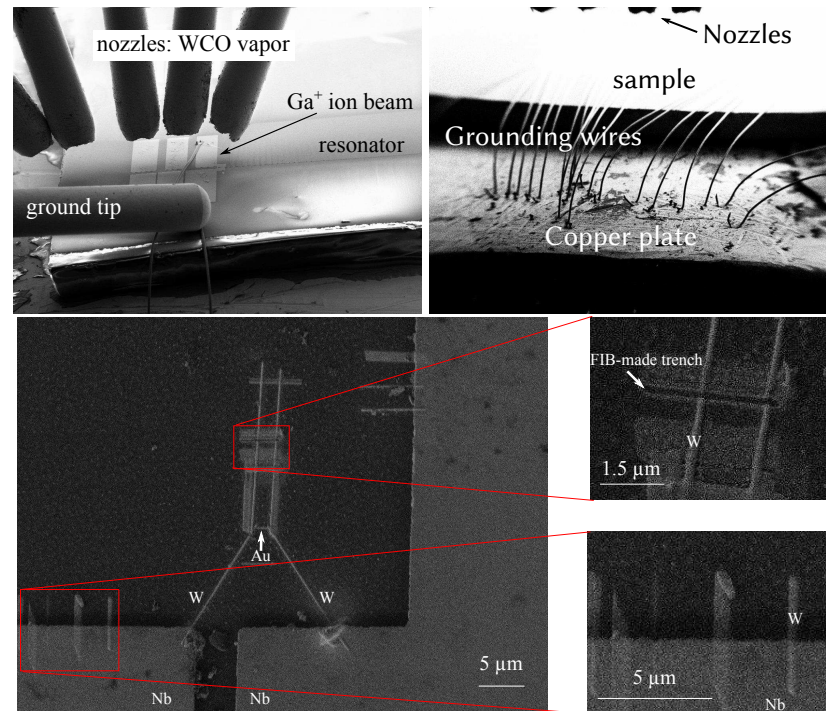 nozzles: WCO vapor
Ga⁺ ion beam
resonator
ground tip
Nozzles
sample
Grounding wires
Copper plate
FIB-made trench
W
1.5 µm
Au
W
W
5 µm
Nb
Nb
W
5 µm
Nb